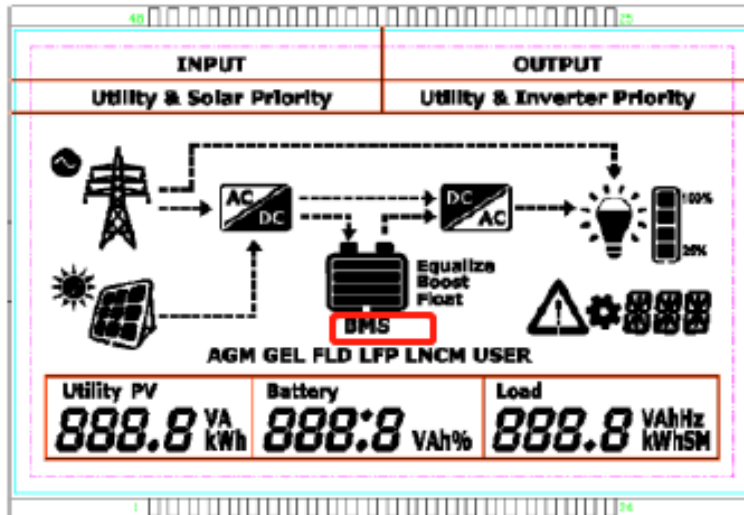 40 25
INPUT OUTPUT
Utility & Solar Priority Utility & Inverter Priority
AC
DC
DC
AC
100%
25%
Equalize
Boost
Float
BMS
AGM GEL FLD LFP LNCM USER
Utility PV Battery Load
888.8 VA kWh 888.8 VAh% 888.8 VAhHz kWh5M
1 24